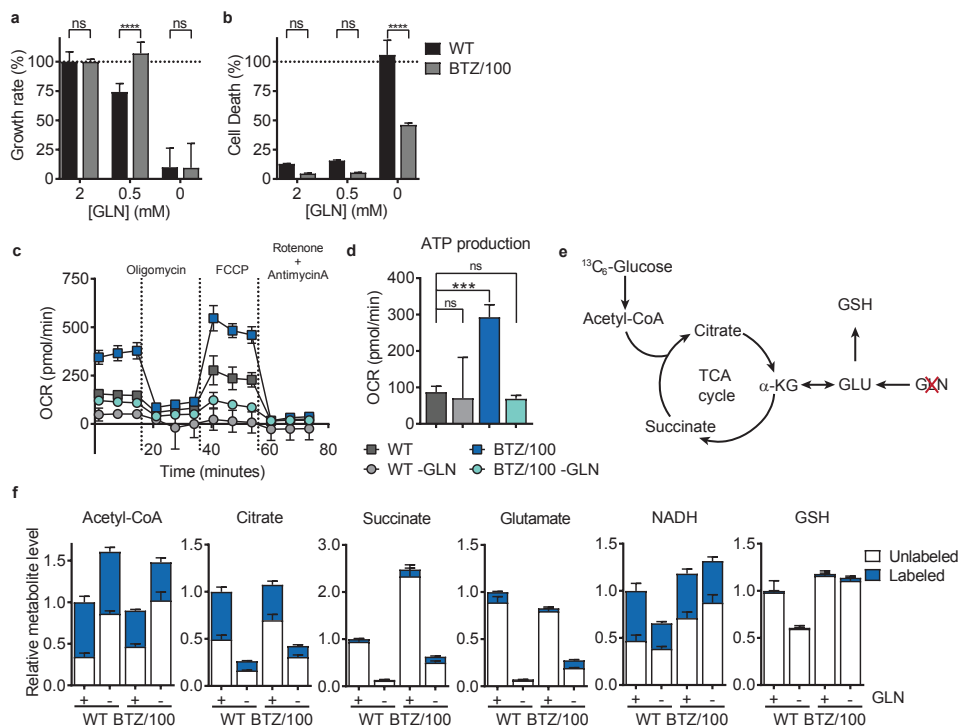 a
b
ns
****
ns
ns
ns
****
100
75
50
25
0
Growth rate (%)
100
75
50
25
0
Cell Death (%)
WT
BTZ/100
2
0.5
0
[GLN] (mM)
2
0.5
0
[GLN] (mM)
c
d
e
Oligomycin
FCCP
Rotenone
+
AntimycinA
750
500
250
0
OCR (pmol/min)
20
40
60
80
Time (minutes)
ATP production
ns
***
ns
400
300
200
100
0
OCR (pmol/min)
WT
BTZ/100
WT -GLN
BTZ/100 -GLN
¹³C₆-Glucose
Acetyl-CoA
Citrate
TCA
cycle
Succinate
α-KG
GLU
GLN
GSH
f
Relative metabolite level
Acetyl-CoA
1.5
1.0
0.5
0.0
+ - + -
WT BTZ/100
Citrate
1.5
1.0
0.5
0.0
+ - + -
WT BTZ/100
Succinate
3.0
2.0
1.0
0.0
+ - + -
WT BTZ/100
Glutamate
1.5
1.0
0.5
0.0
+ - + -
WT BTZ/100
NADH
1.5
1.0
0.5
0.0
+ - + -
WT BTZ/100
GSH
1.5
1.0
0.5
0.0
+ - + -
GLN
WT BTZ/100
Unlabeled
Labeled